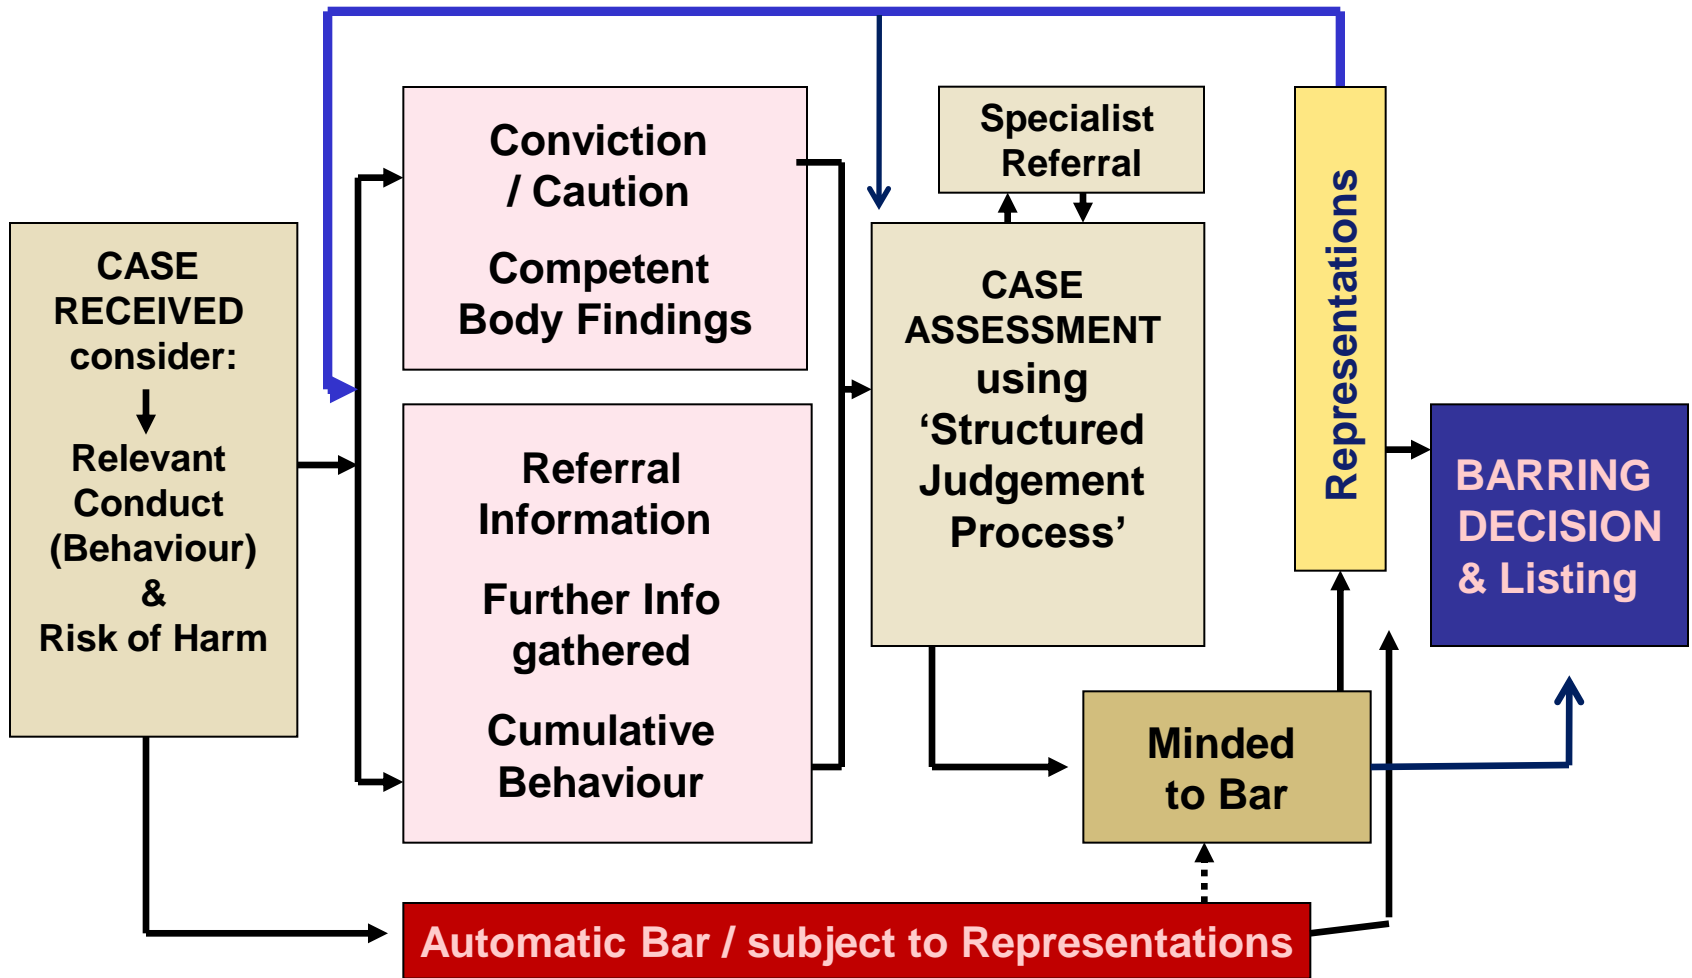 CASE
RECEIVED
consider:
Relevant
Conduct
(Behaviour)
&
Risk of Harm
Conviction
/ Caution
Competent
Body Findings
Referral
Information
Further Info
gathered
Cumulative
Behaviour
Specialist
Referral
CASE
ASSESSMENT
using
‘Structured
Judgement
Process’
Minded
to Bar
Representations
BARRING
DECISION
& Listing
Automatic Bar / subject to Representations